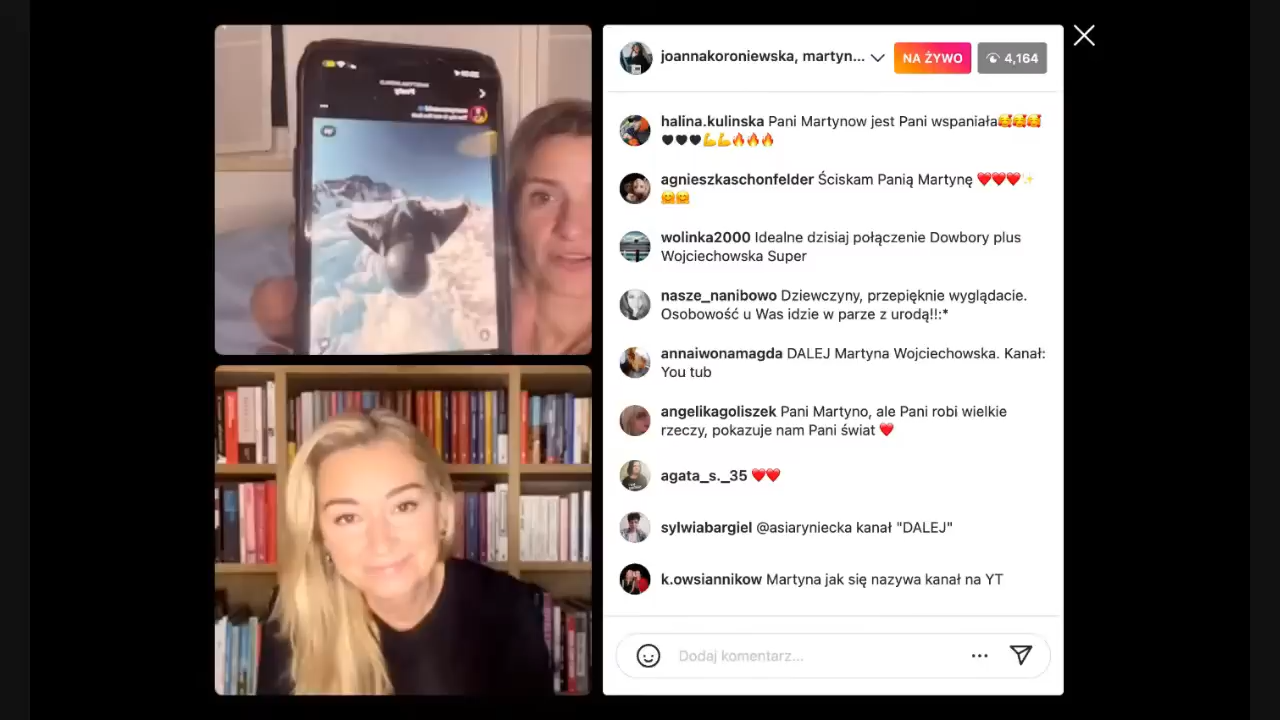 joannakoroniewska, martyn...
NA ŻYWO
4,164
halina.kulinska Pani Martynow jest Pani wspaniała🥰🥰🥰
🖤🖤🖤💪💪🔥🔥🔥
agnieszkaschonfelder Ściskam Panią Martynę ❤️❤️❤️✨
🤗🤗
wolinka2000 Idealne dzisiaj połączenie Dowbory plus
Wojciechowska Super
nasze_nanibowo Dziewczyny, przepięknie wyglądacie.
Osobowość u Was idzie w parze z urodą!!:*
annaiwonamagda DALEJ Martyna Wojciechowska. Kanał:
You tub
angelikagoliszek Pani Martyno, ale Pani robi wielkie
rzeczy, pokazuje nam Pani świat ❤️
agata_s._35 ❤️❤️
sylwiabargiel @asiaryniecka kanał "DALEJ"
k.owsiannikow Martyna jak się nazywa kanał na YT
Dodaj komentarz...